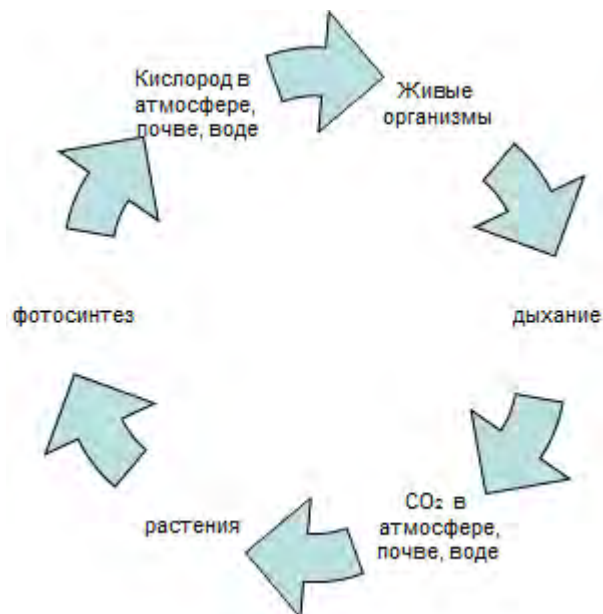 Кислород в
атмосфере,
почве, воде
Живые
организмы
дыхание
CO₂ в
атмосфере,
почве, воде
растения
фотосинтез